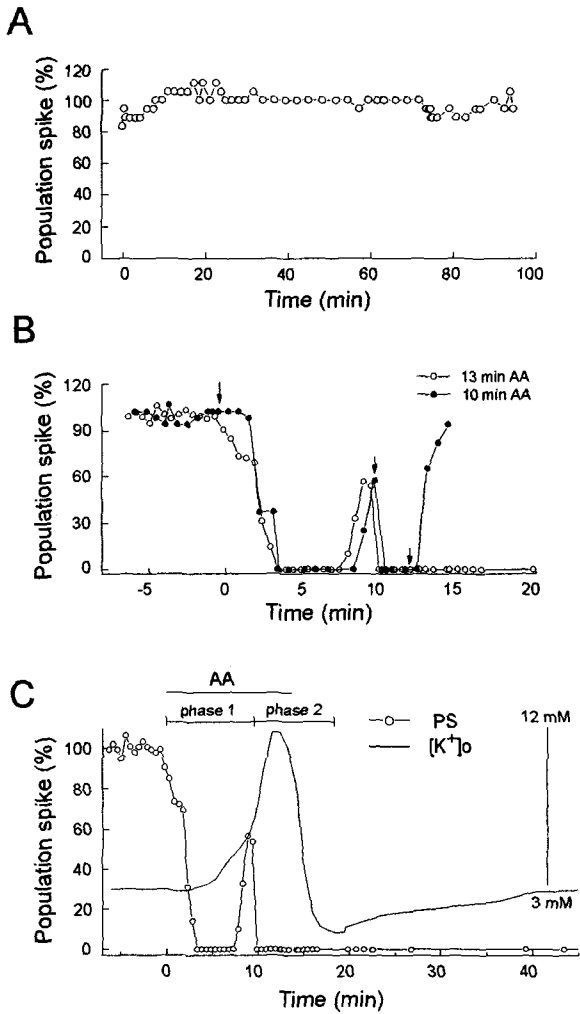 A
Population spike (%)
120
100
80
60
40
20
0
0 20 40 60 80 100
Time (min)
B
Population spike (%)
120
90
60
30
0
13 min AA
10 min AA
-5 0 5 10 15 20
Time (min)
C
AA
phase 1 phase 2
PS
[K+]o
12 mM
3 mM
Population spike (%)
100
80
60
40
20
0
0 10 20 30 40
Time (min)